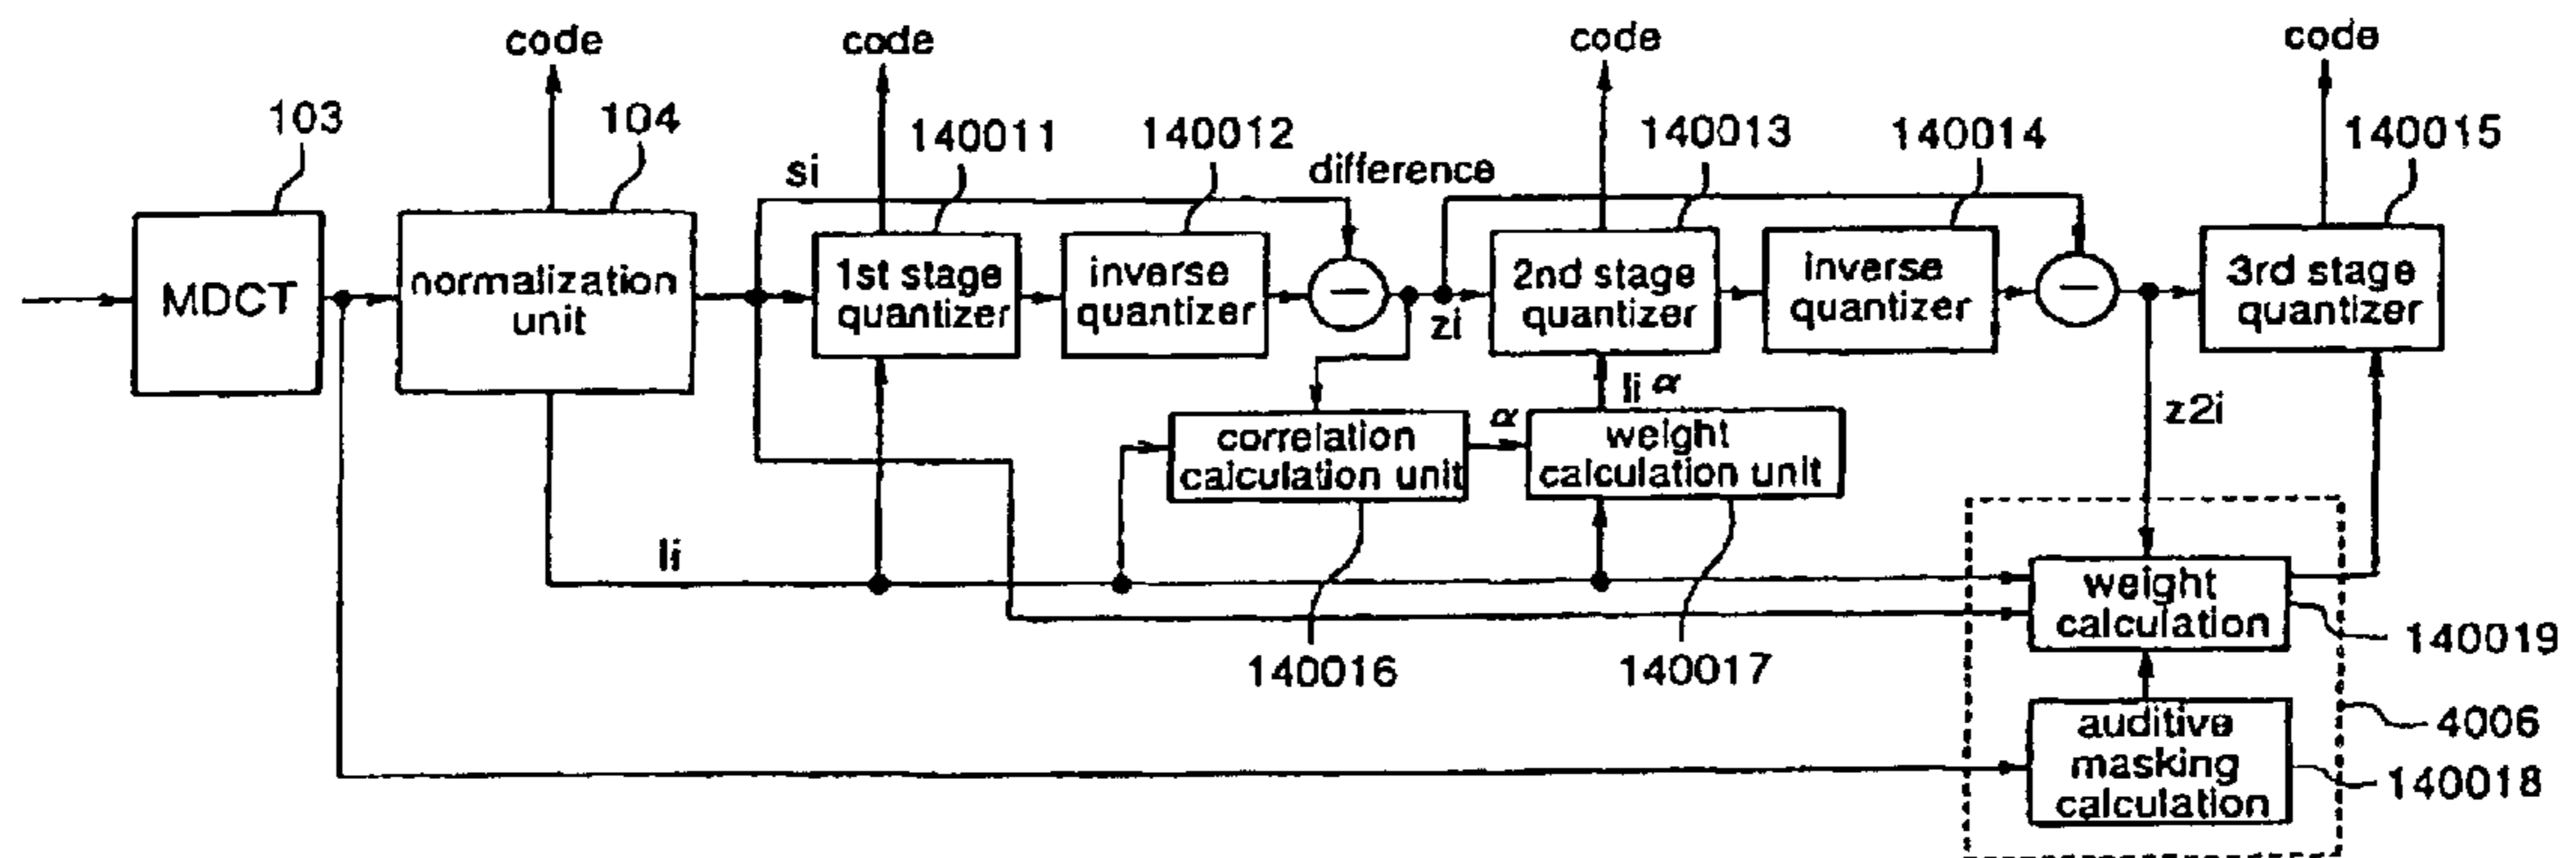 code
code
code
code
103
104
140011
140012
140013
140014
140015
si
difference
MDCT
normalization
unit
1st stage
quantizer
inverse
quantizer
—
zi
2nd stage
quantizer
inverse
quantizer
—
3rd stage
quantizer
li α
z2i
correlation
calculation unit
α
weight
calculation unit
li
weight
calculation
140019
140016
140017
4006
auditive
masking
calculation
140018